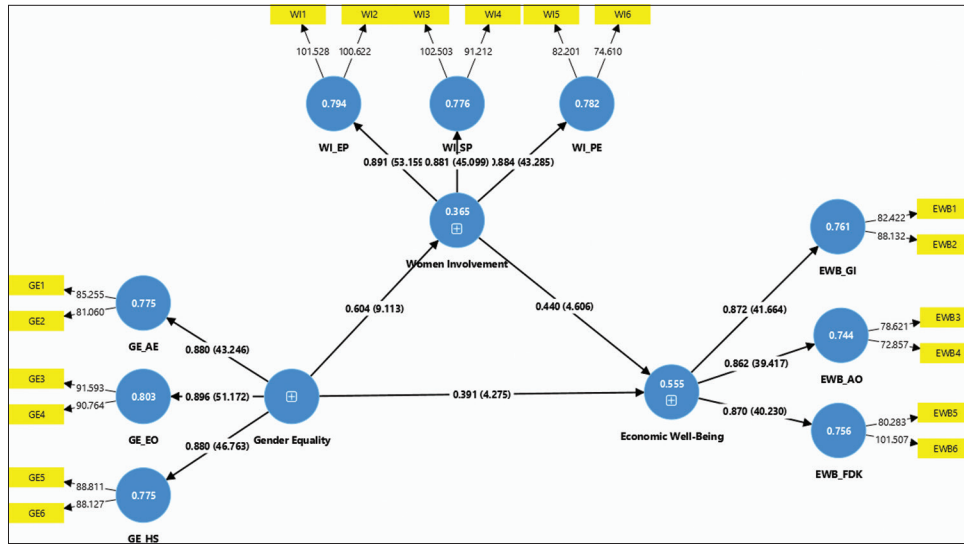 WI1 WI2 WI3 WI4 WI5 WI6
101.528 100.622 102.503 91.212 82.201 74.610
0.794 0.776 0.782
WI_EP WI_SP WI_PE
0.891 (53.159 0.881 (45.099) 0.884 (43.285)
0.365
Women Involvement
0.604 (9.113)
0.440 (4.606)
GE1
GE2
85.255
81.060
0.775
GE_AE
0.880 (43.246)
GE3
GE4
91.593
90.764
0.803
GE_EO
0.896 (51.172)
GE5
GE6
88.811
88.127
0.775
GE_HS
0.880 (46.763)
Gender Equality
0.391 (4.275)
0.555
Economic Well-Being
0.872 (41.664)
0.761
EWB_GI
82.422
88.132
EWB1
EWB2
0.862 (39.417)
0.744
EWB_AO
78.621
72.857
EWB3
EWB4
0.870 (40.230)
0.756
EWB_FDK
80.283
101.507
EWB5
EWB6